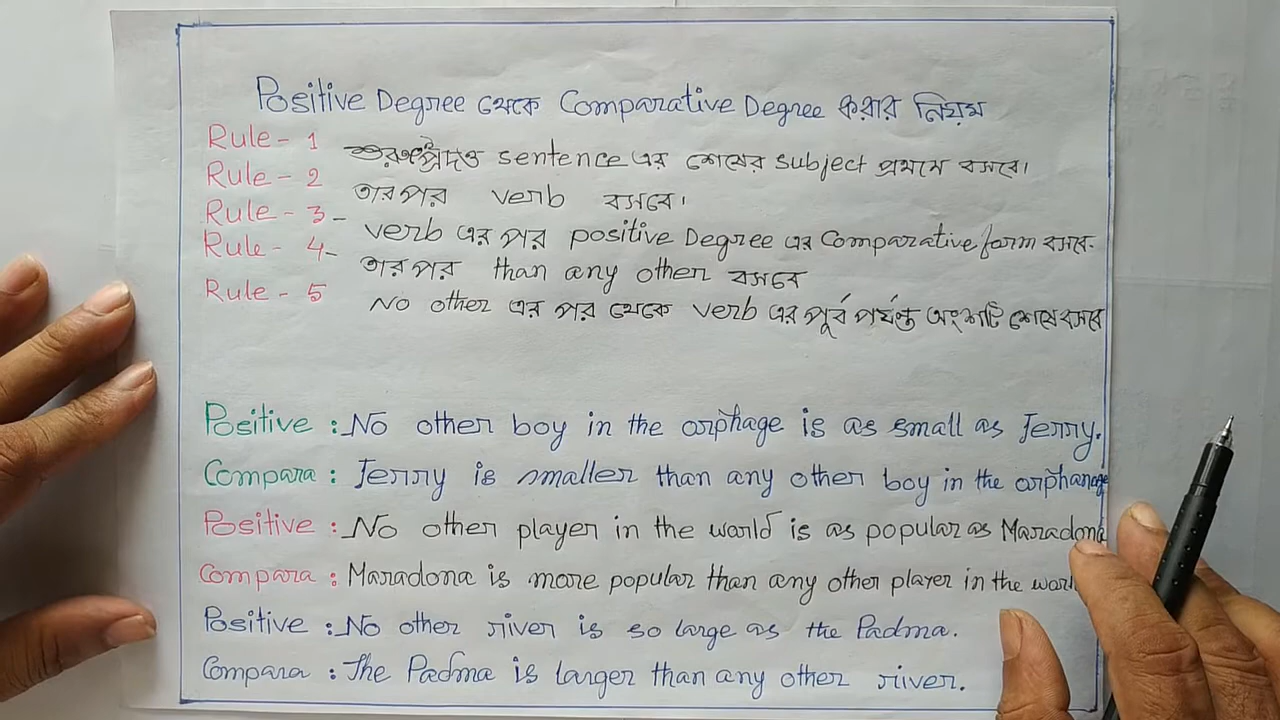 Positive Degree থেকে Comparative Degree করার নিয়ম
Rule - 1 sentence এর শেষের subject প্রথমে বসবে।
Rule - 2 তারপর verb বসবে।
Rule - 3 - verb এর পর positive Degree এর Comparative form বসবে.
Rule - 4 - তারপর than any other বসবে
Rule - 5 No other এর পর থেকে verb এর পূর্ব পর্যন্ত অংশটি শেষে বসবে
Positive : No other boy in the orphage is as small as Jerry.
Compara : Jerry is smaller than any other boy in the orphanage
Positive : No other player in the world is as popular as Maradona
Compara : Maradona is more popular than any other player in the worl
Positive : No other river is so large as the Padma.
Compara : The Padma is larger than any other river.